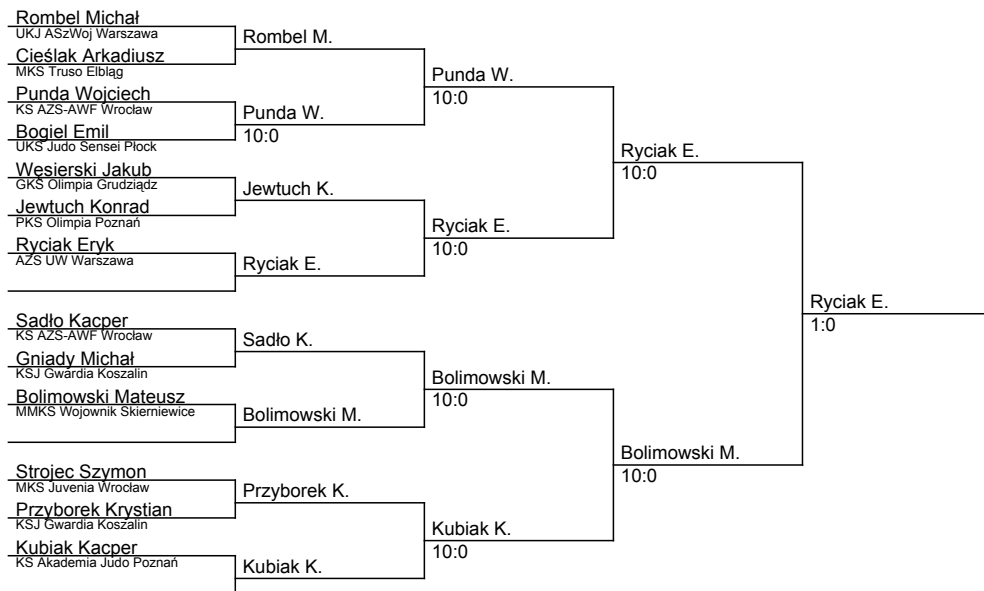 Rombel Michał
UKJ ASzWoj Warszawa
Cieślak Arkadiusz
MKS Truso Elbląg
Punda Wojciech
KS AZS-AWF Wrocław
Bogiel Emil
UKS Judo Sensei Płock
Węsierski Jakub
GKS Olimpia Grudziądz
Jewtuch Konrad
PKS Olimpia Poznań
Ryciak Eryk
AZS UW Warszawa
Sadło Kacper
KS AZS-AWF Wrocław
Gniady Michał
KSJ Gwardia Koszalin
Bolimowski Mateusz
MMKS Wojownik Skierniewice
Strojec Szymon
MKS Juvenia Wrocław
Przyborek Krystian
KSJ Gwardia Koszalin
Kubiak Kacper
KS Akademia Judo Poznań
Rombel M.
Punda W.
10:0
Jewtuch K.
Ryciak E.
Sadło K.
Bolimowski M.
Przyborek K.
Kubiak K.
Punda W.
10:0
Ryciak E.
10:0
Bolimowski M.
10:0
Kubiak K.
10:0
Ryciak E.
10:0
Bolimowski M.
10:0
Ryciak E.
1:0